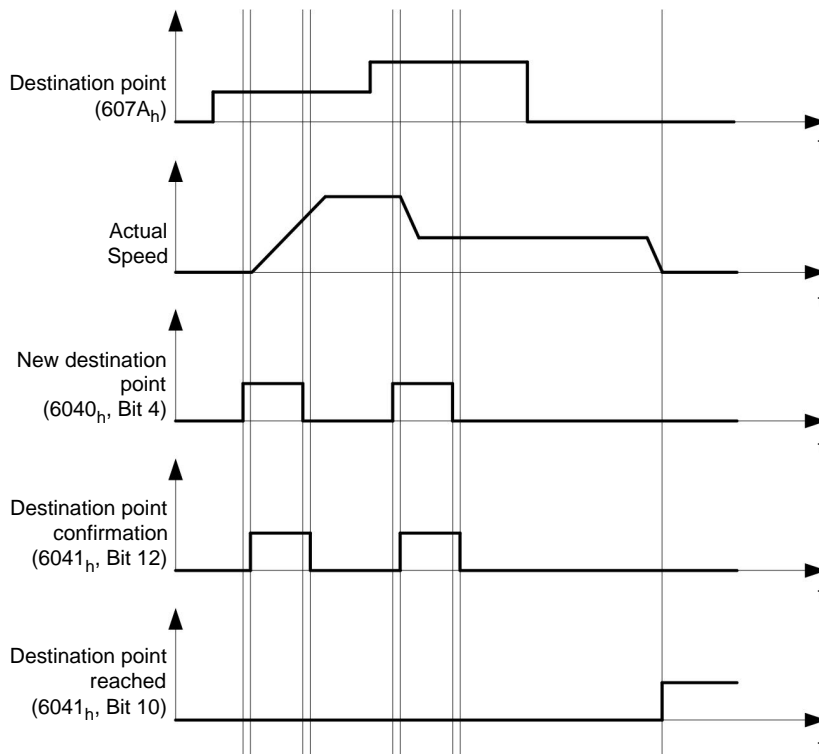 Destination point
(607Ah)
Actual
Speed
New destination
point
(6040h, Bit 4)
Destination point
confirmation
(6041h, Bit 12)
Destination point
reached
(6041h, Bit 10)